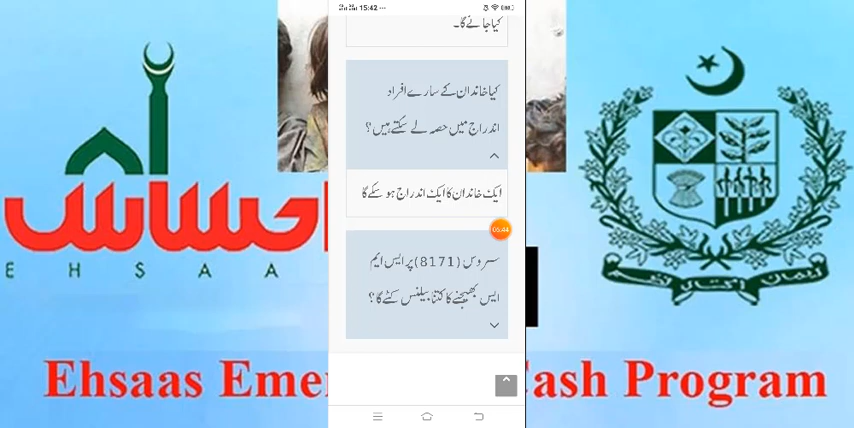 15:42
کیا جائے گا۔
کیا خاندان کے سارے افراد
اندراج میں حصہ لے سکتے ہیں؟
ایک خاندان کا ایک اندراج ہو سکے گا
05:44
سروس (8171) پر ایس ایم
ایس بھیجنے کا کتنا بیلنس کٹے گا؟
احساس
E H S A A
Ehsaas Eme
Cash Program